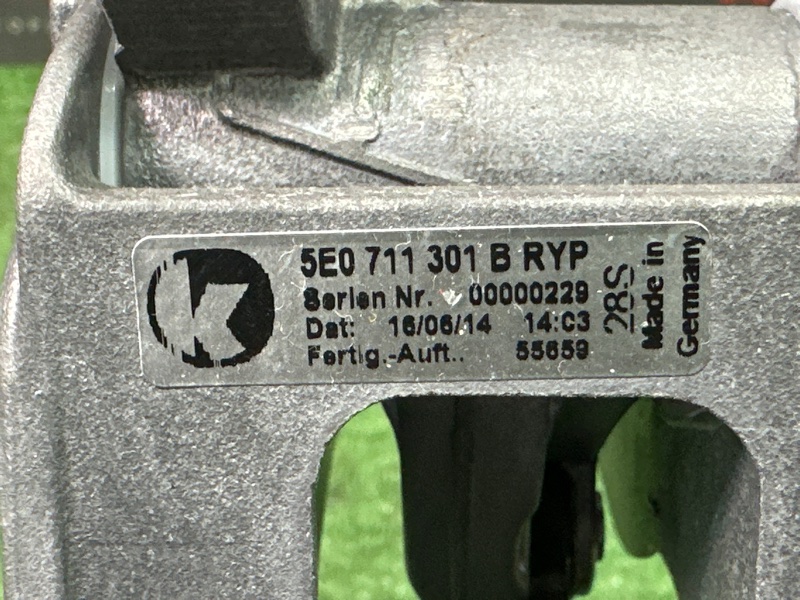 K
5E0 711 301 B RYP
Serien Nr. 00000229
Dat: 16/06/14 14:03
Fertig.-Auft.. 55659
28S
Made in
Germany